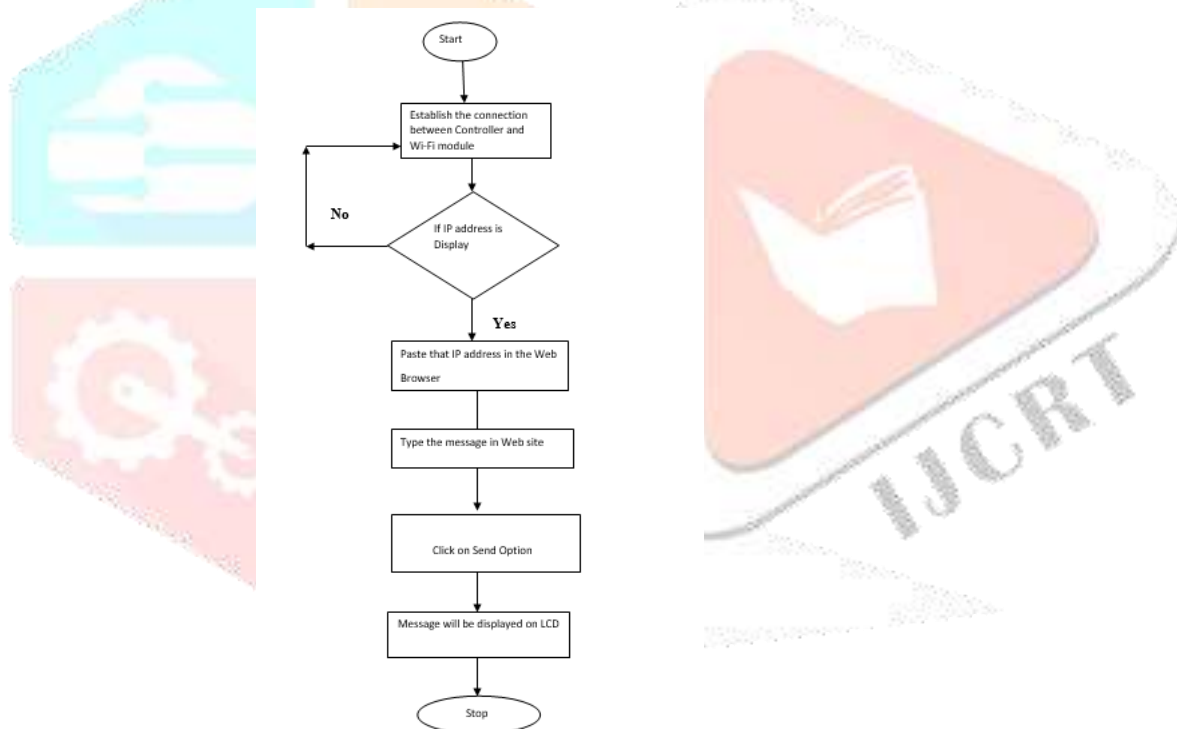 Start
Establish the connection
between Controller and
Wi-Fi module
No
If IP address is
Display
Yes
Paste that IP address in the Web
Browser
Type the message in Web site
Click on Send Option
Message will be displayed on LCD
Stop
IJCRT